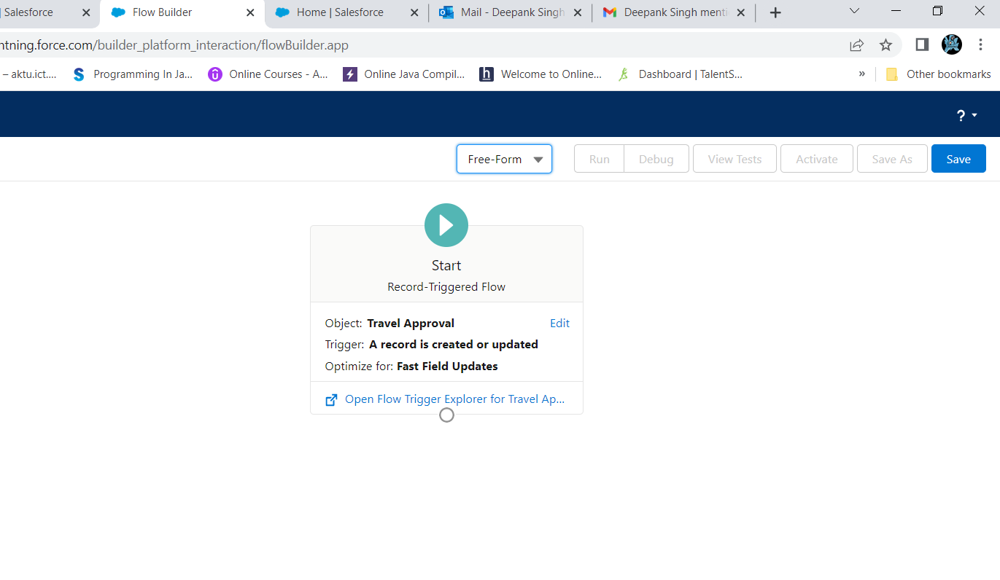 Salesforce Flow Builder Home | Salesforce Mail - Deepank Singh Deepank Singh menti
ntning.force.com/builder_platform_interaction/flowBuilder.app
– aktu.ict.... Programming In Ja... Online Courses - A... Online Java Compil... Welcome to Online... Dashboard | TalentS... » Other bookmarks
?
Free-Form Run Debug View Tests Activate Save As Save
Start
Record-Triggered Flow
Object: Travel Approval Edit
Trigger: A record is created or updated
Optimize for: Fast Field Updates
Open Flow Trigger Explorer for Travel Ap...